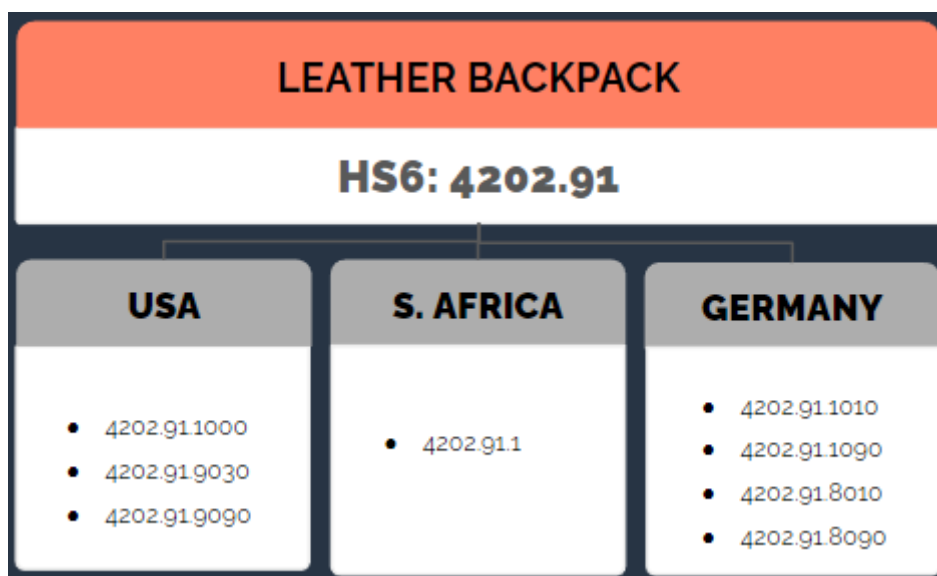 LEATHER BACKPACK
HS6: 4202.91
USA
4202.91.1000
4202.91.9030
4202.91.9090
S. AFRICA
4202.91.1
GERMANY
4202.91.1010
4202.91.1090
4202.91.8010
4202.91.8090